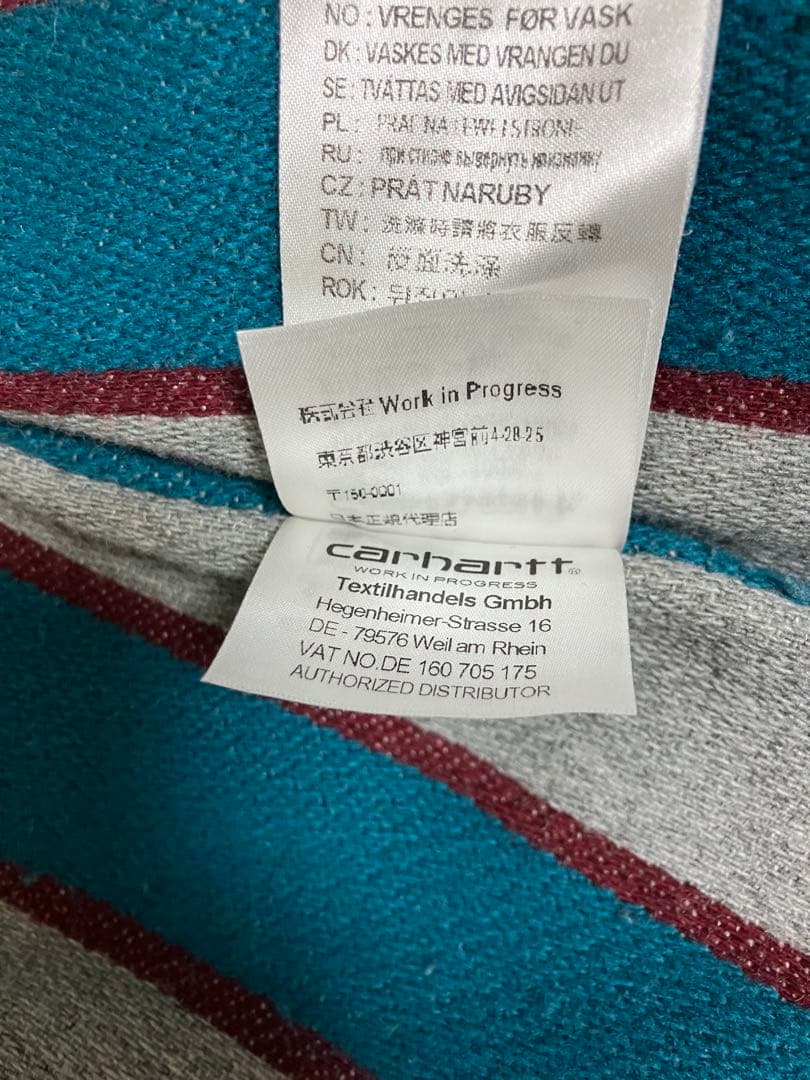 NO : VRENGES FØR VASK
DK : VASKES MED VRANGEN DU
SE : TVÄTTAS MED AVIGSIDAN UT
PL :
RU :
CZ : PRÁT NARUBY
TW : 洗滌時請將衣服反轉
CN : 洗滌
ROK :
株式会社 Work in Progress
東京都渋谷区神宮前4-28-25
〒150-0001
日本正規代理店
carhartt®
WORK IN PROGRESS
Textilhandels Gmbh
Hegenheimer-Strasse 16
DE - 79576 Weil am Rhein
VAT NO.DE 160 705 175
AUTHORIZED DISTRIBUTOR